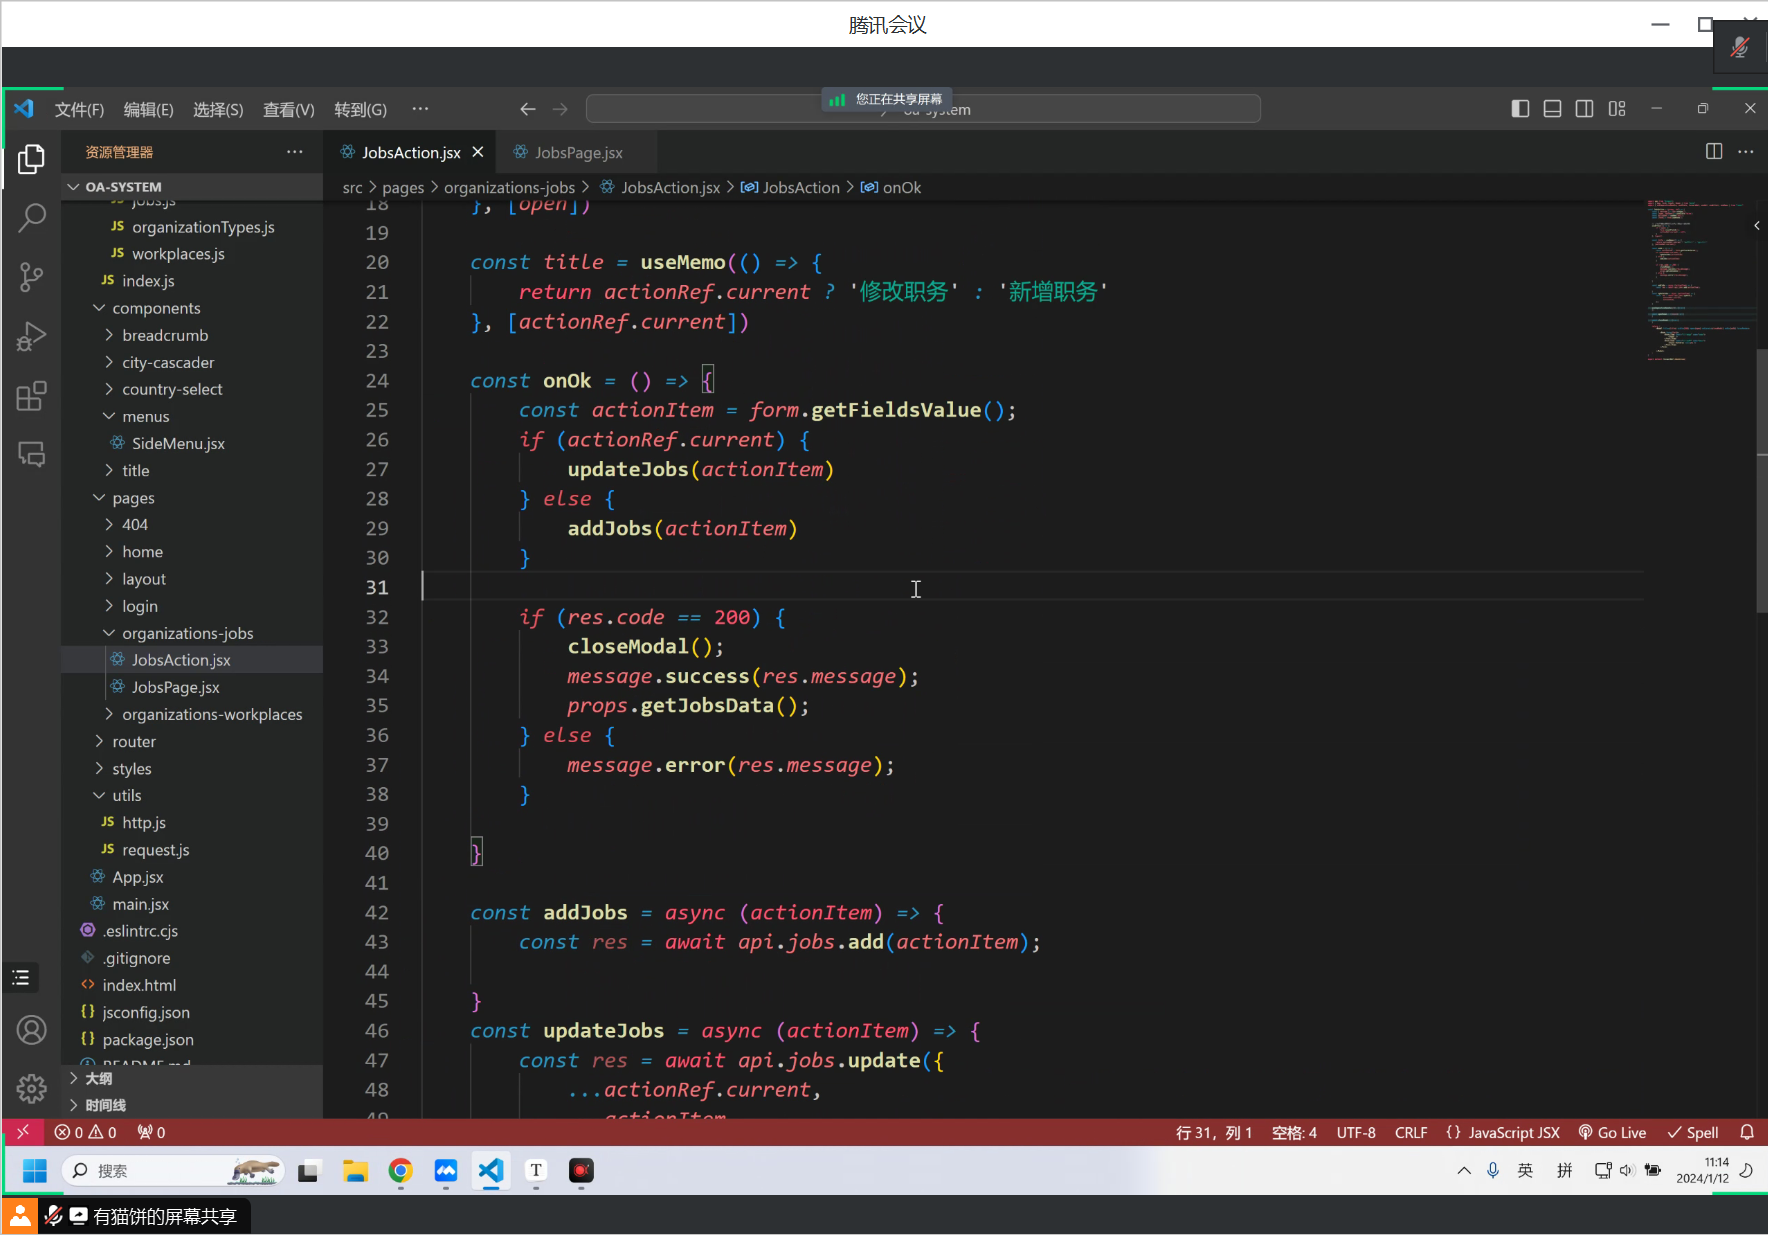 腾讯会议
文件(F) 编辑(E) 选择(S) 查看(V) 转到(G) ···
您正在共享屏幕
oa-system
资源管理器 ···
JobsAction.jsx
JobsPage.jsx
OA-SYSTEM
src > pages > organizations-jobs > JobsAction.jsx > JobsAction > onOk
jobs.js
organizationTypes.js
workplaces.js
index.js
components
breadcrumb
city-cascader
country-select
menus
SideMenu.jsx
title
pages
404
home
layout
login
organizations-jobs
JobsAction.jsx
JobsPage.jsx
organizations-workplaces
router
styles
utils
http.js
request.js
App.jsx
main.jsx
.eslintrc.cjs
.gitignore
index.html
jsconfig.json
package.json
README.md
大纲
时间线
18 }, [open])
19
20 const title = useMemo(() => {
21 return actionRef.current ? '修改职务' : '新增职务'
22 }, [actionRef.current])
23
24 const onOk = () => {
25 const actionItem = form.getFieldsValue();
26 if (actionRef.current) {
27 updateJobs(actionItem)
28 } else {
29 addJobs(actionItem)
30 }
31
32 if (res.code == 200) {
33 closeModal();
34 message.success(res.message);
35 props.getJobsData();
36 } else {
37 message.error(res.message);
38 }
39
40 }
41
42 const addJobs = async (actionItem) => {
43 const res = await api.jobs.add(actionItem);
44
45 }
46 const updateJobs = async (actionItem) => {
47 const res = await api.jobs.update({
48 ...actionRef.current,
49 actionItem
0 0 0
行 31, 列 1 空格: 4 UTF-8 CRLF {} JavaScript JSX Go Live Spell
搜索
英 拼
11:14
2024/1/12
有猫饼的屏幕共享